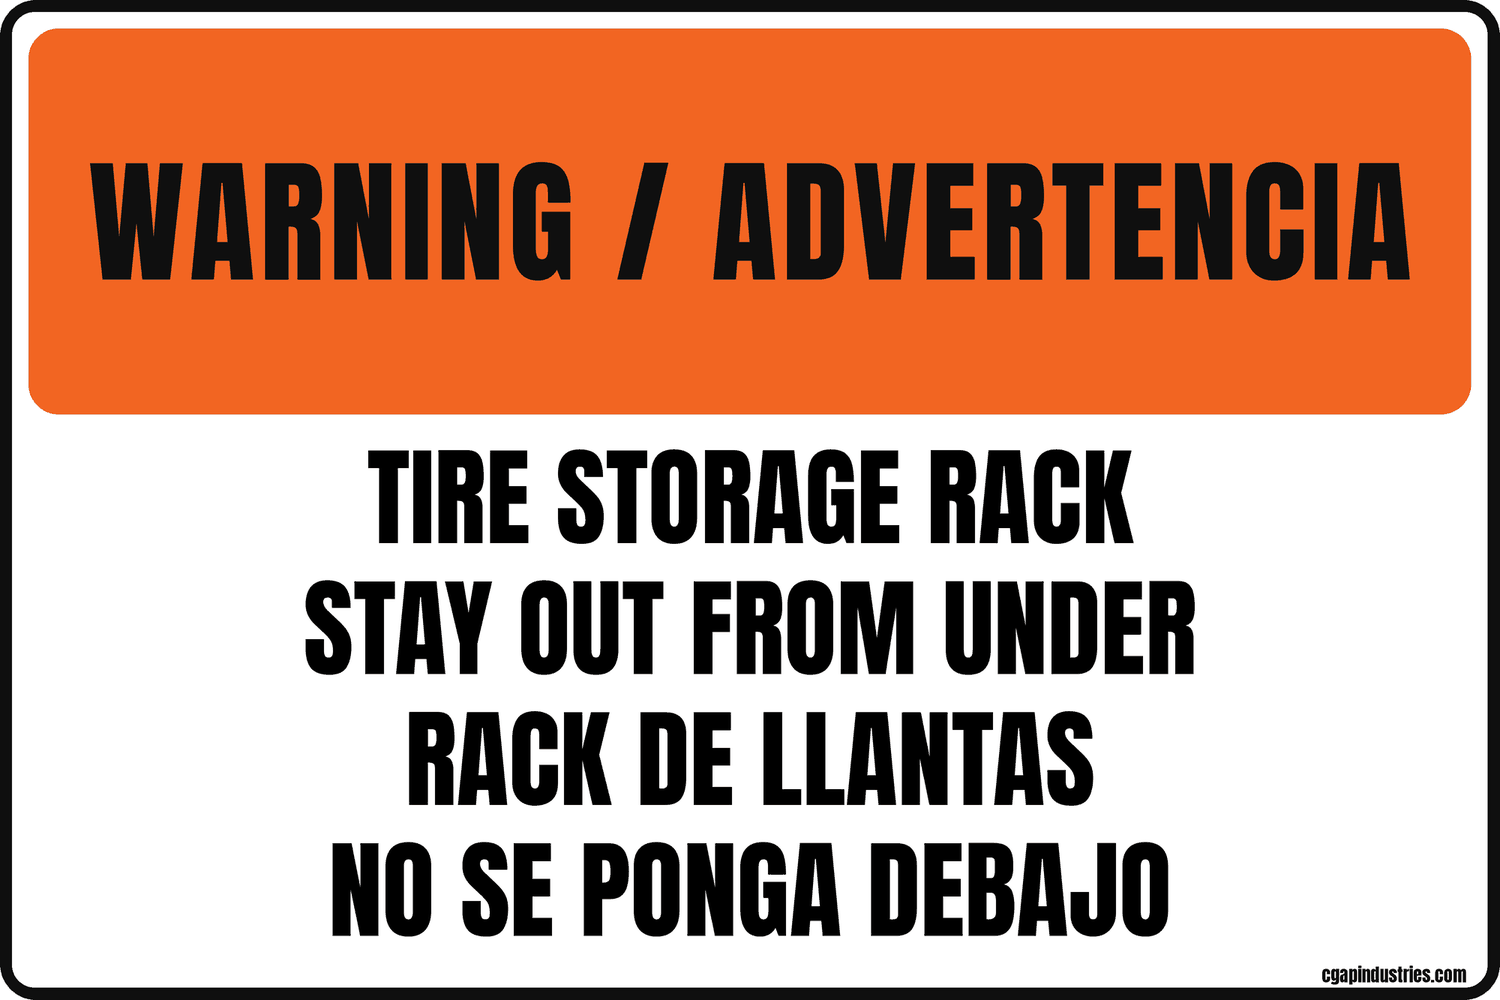 WARNING / ADVERTENCIA
TIRE STORAGE RACK
STAY OUT FROM UNDER
RACK DE LLANTAS
NO SE PONGA DEBAJO
cgapindustries.com